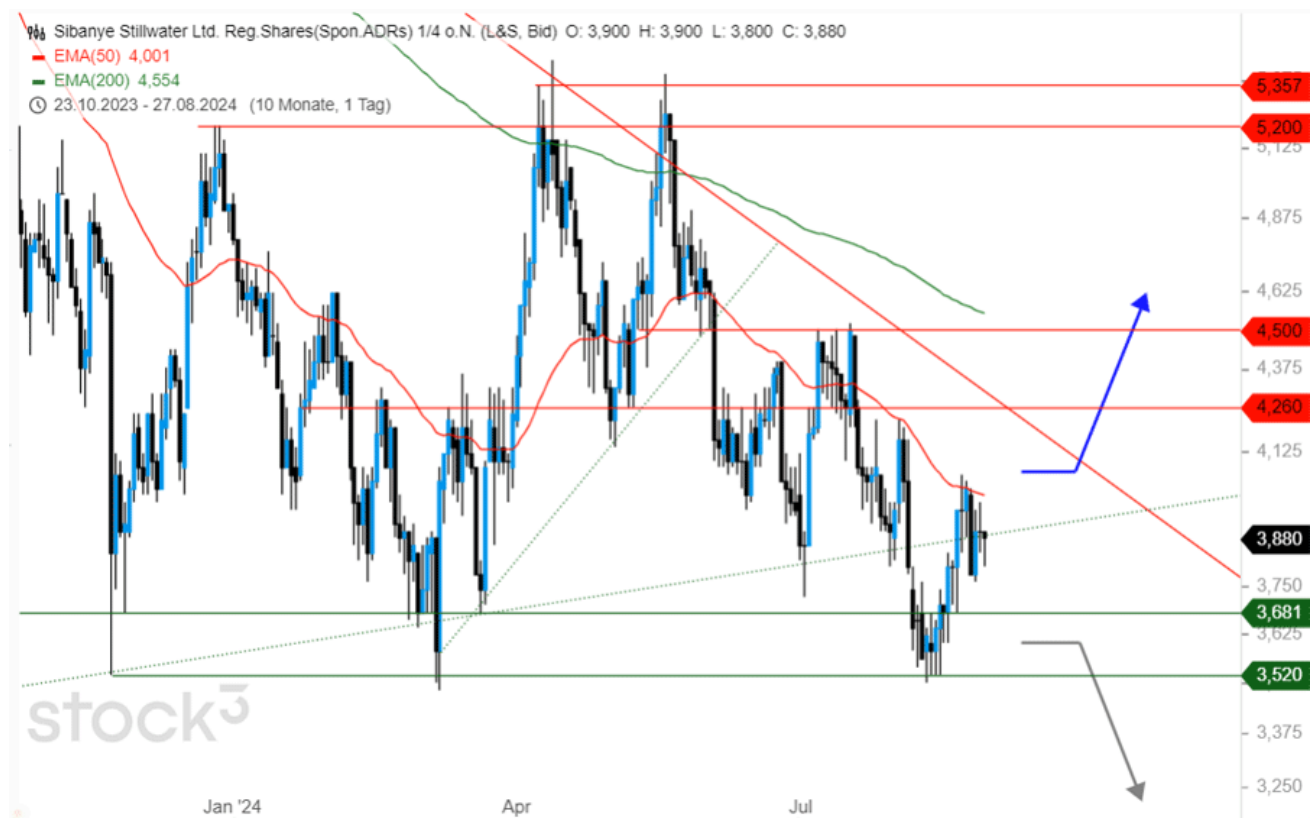 Sibanye Stillwater Ltd. Reg.Shares(Spon.ADRs) 1/4 o.N. (L&S, Bid) O: 3,900 H: 3,900 L: 3,800 C: 3,880
EMA(50) 4,001
EMA(200) 4,554
23.10.2023 - 27.08.2024 (10 Monate, 1 Tag)
5,357
5,200
5,125
4,875
4,625
4,500
4,375
4,260
4,125
3,880
3,750
3,681
3,625
3,520
3,375
3,250
stock3
Jan '24 Apr Jul